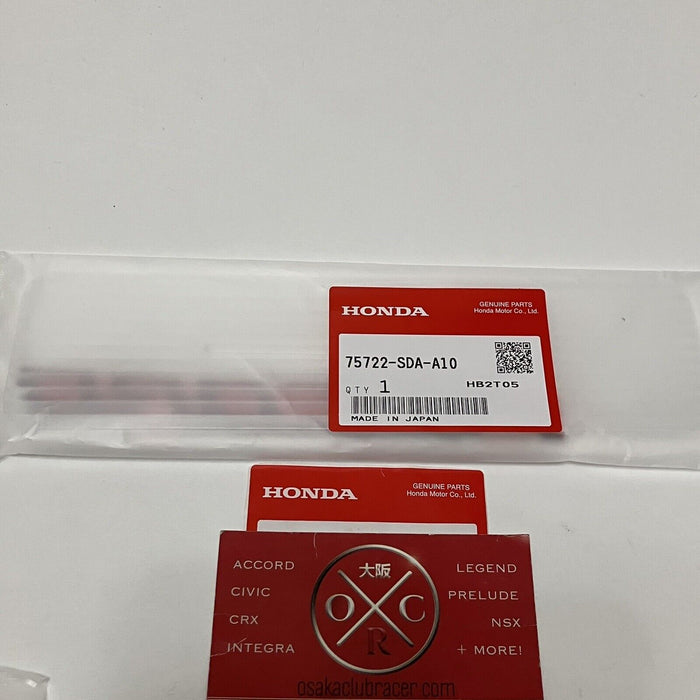 HONDA
GENUINE PARTS
Honda Motor Co., Ltd.
75722-SDA-A10
QTY 1
HB2T05
MADE IN JAPAN
HONDA
GENUINE PARTS
Honda Motor Co., Ltd.
ACCORD
CIVIC
CRX
INTEGRA
大阪
O C
R
LEGEND
PRELUDE
NSX
+ MORE!
osakaclubracer.com